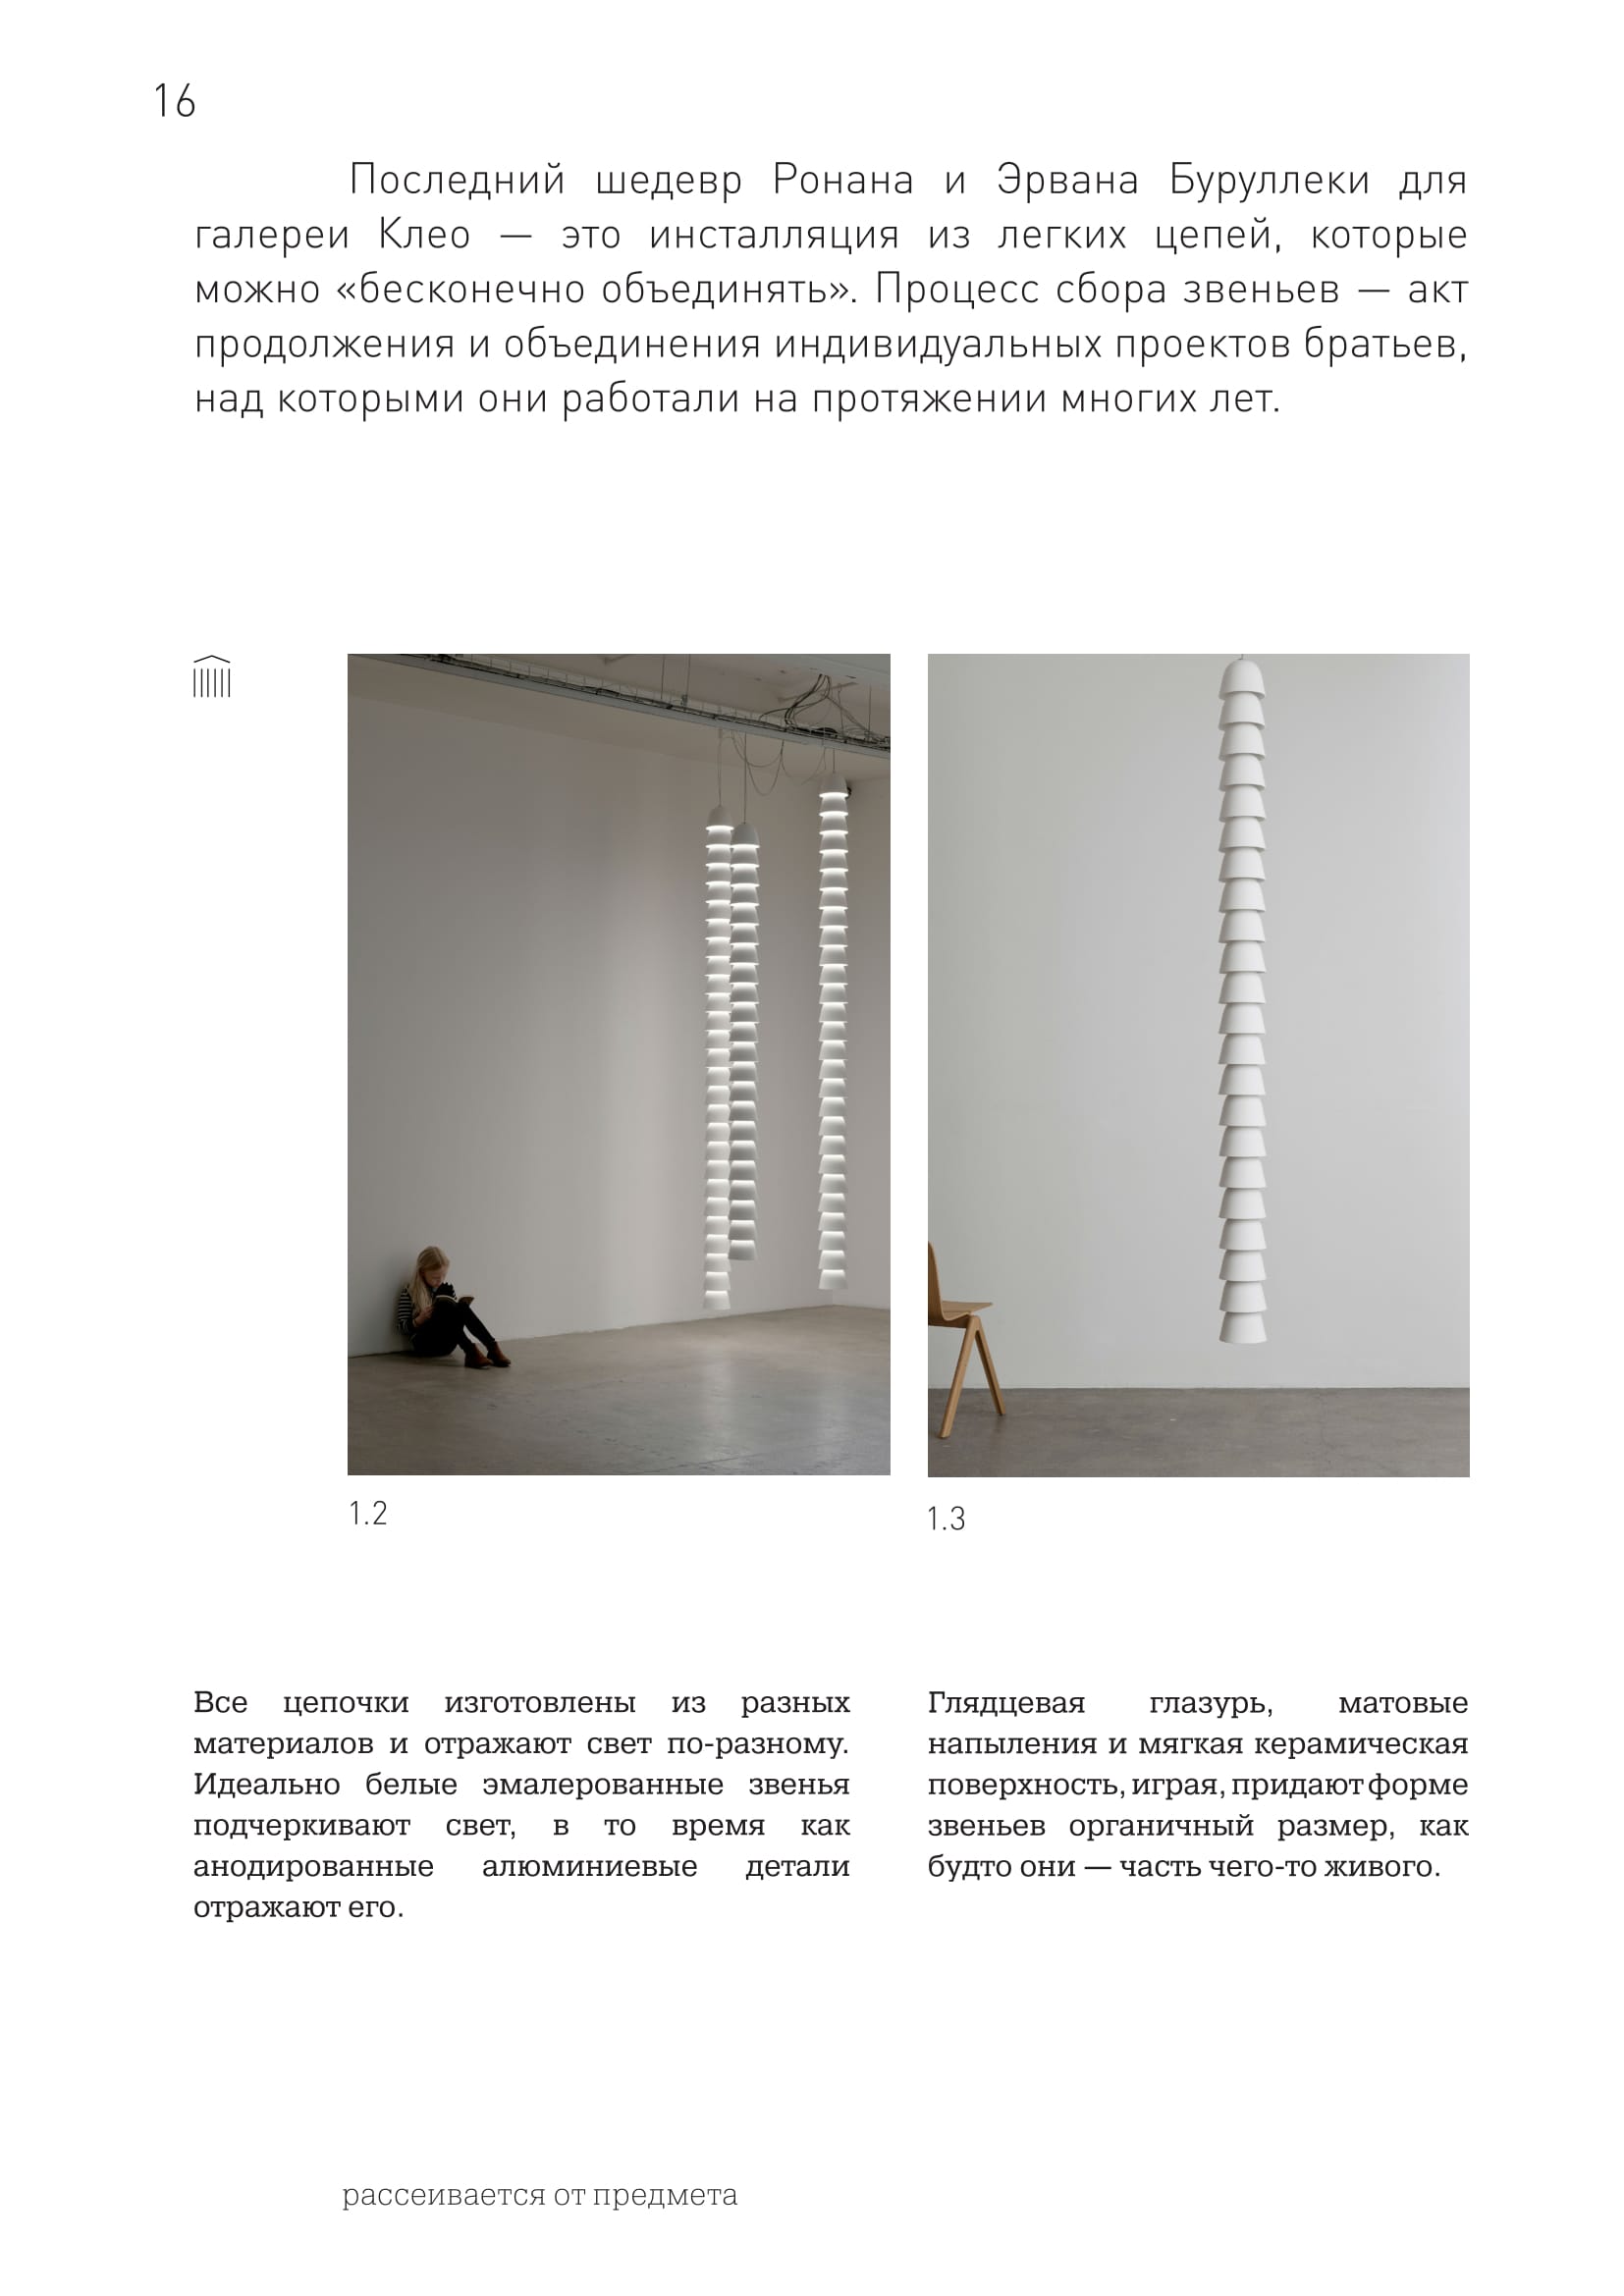 16
Последний шедевр Ронана и Эрвана Буруллеки для
галереи Клео — это инсталляция из легких цепей, которые
можно «бесконечно объединять». Процесс сбора звеньев — акт
продолжения и объединения индивидуальных проектов братьев,
над которыми они работали на протяжении многих лет.
1.2
1.3
Все цепочки изготовлены из разных
материалов и отражают свет по-разному.
Идеально белые эмалерованные звенья
подчеркивают свет, в то время как
анодированные алюминиевые детали
отражают его.
Глядцевая глазурь, матовые
напыления и мягкая керамическая
поверхность, играя, придают форме
звеньев органичный размер, как
будто они — часть чего-то живого.
рассеивается от предмета